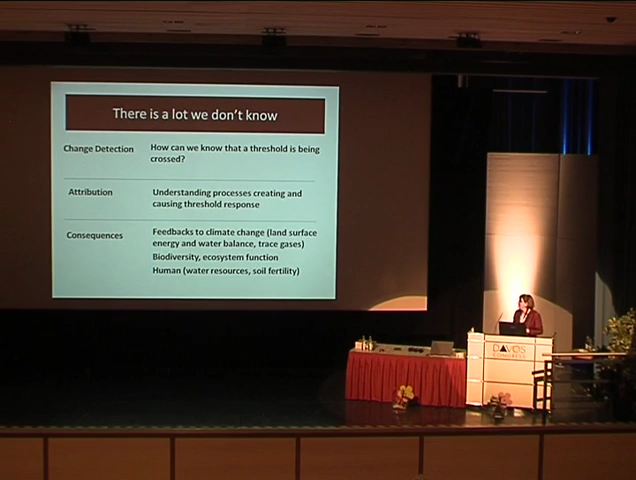 There is a lot we don't know
Change Detection
How can we know that a threshold is being
crossed?
Attribution
Understanding processes creating and
causing threshold response
Consequences
Feedbacks to climate change (land surface
energy and water balance, trace gases)
Biodiversity, ecosystem function
Human (water resources, soil fertility)
DAVOS
CONGRESS